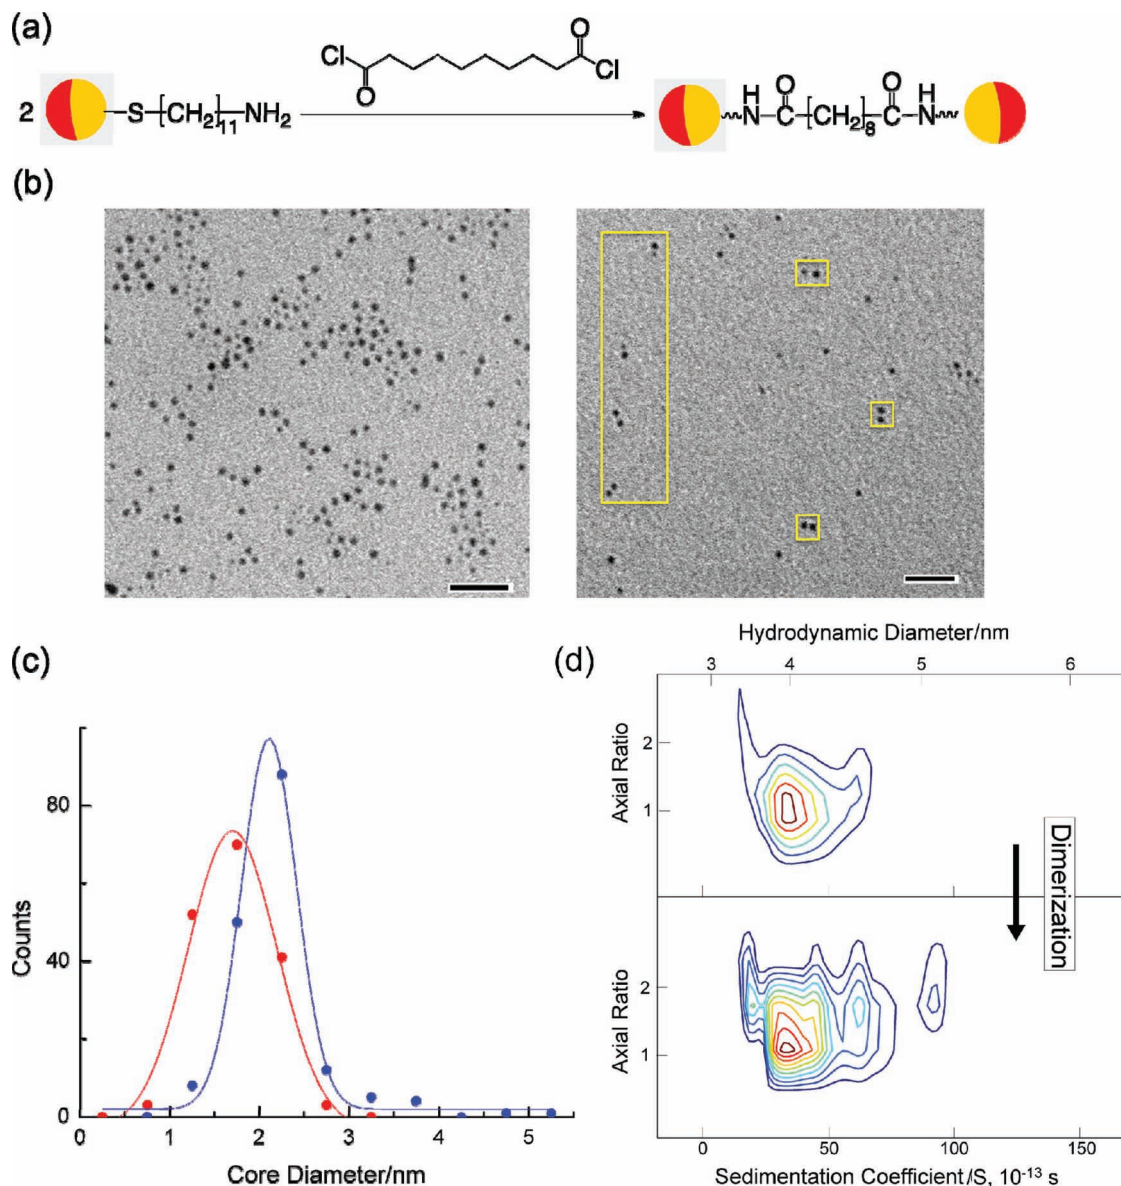 (a)
Cl
O
O
Cl
2
S-[CH2]11-NH2
H
N
O
C
[CH2]8
O
C
H
N
(b)
(c)
Counts
80
40
0
0 1 2 3 4 5
Core Diameter/nm
(d)
Hydrodynamic Diameter/nm
3 4 5 6
Axial Ratio
2
1
Dimerization
Axial Ratio
2
1
0 50 100 150
Sedimentation Coefficient/S, 10⁻¹³ s